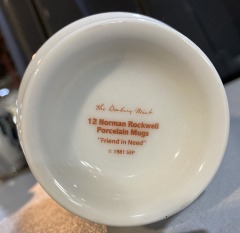 The Danbury Mint
12 Norman Rockwell
Porcelain Mugs
"Friend in Need"
© 1981 SEP